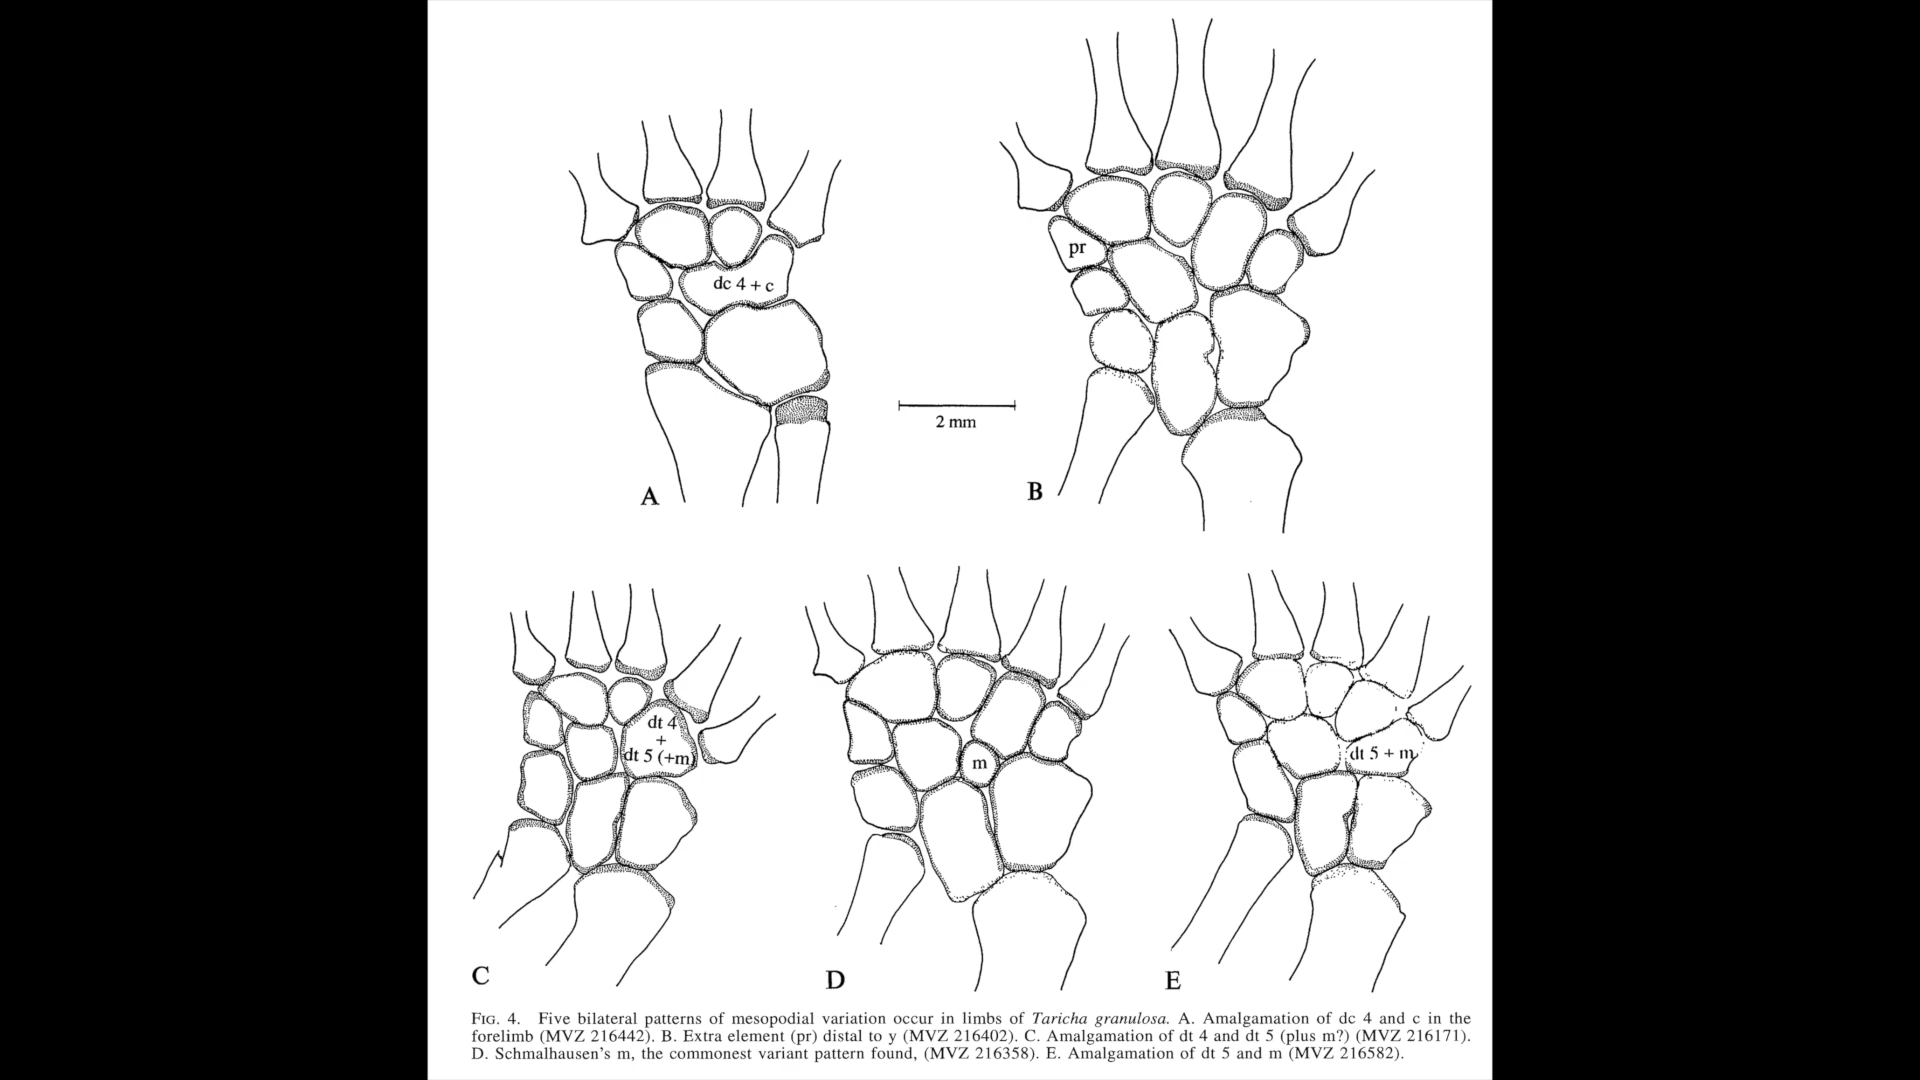 pr
dc 4 + c
2 mm
A
B
dt 4
+
dt 5 (+m)
m
dt 5 + m
C
D
E
FIG. 4. Five bilateral patterns of mesopodial variation occur in limbs of Taricha granulosa. A. Amalgamation of dc 4 and c in the
forelimb (MVZ 216442). B. Extra element (pr) distal to y (MVZ 216402). C. Amalgamation of dt 4 and dt 5 (plus m?) (MVZ 216171).
D. Schmalhausen's m, the commonest variant pattern found, (MVZ 216358). E. Amalgamation of dt 5 and m (MVZ 216582).